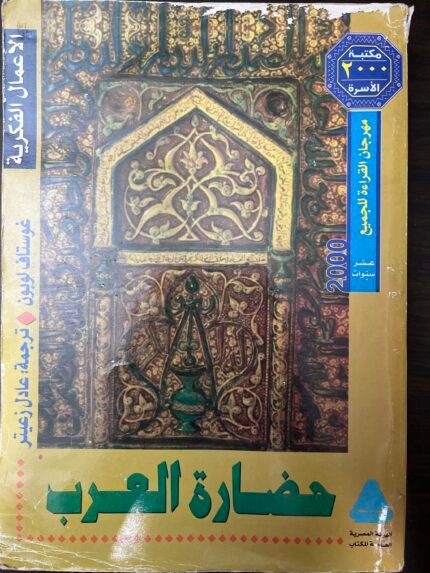 مكتبة
٢٠٠٠
الأسرة
مهرجان القراءة للجميع
عشر
سنوات
2000
الأعمال الفكرية
غوستاف لوبون
ترجمة: عادل زعيتر
حضارة العرب
الهيئة المصرية
العامة للكتاب